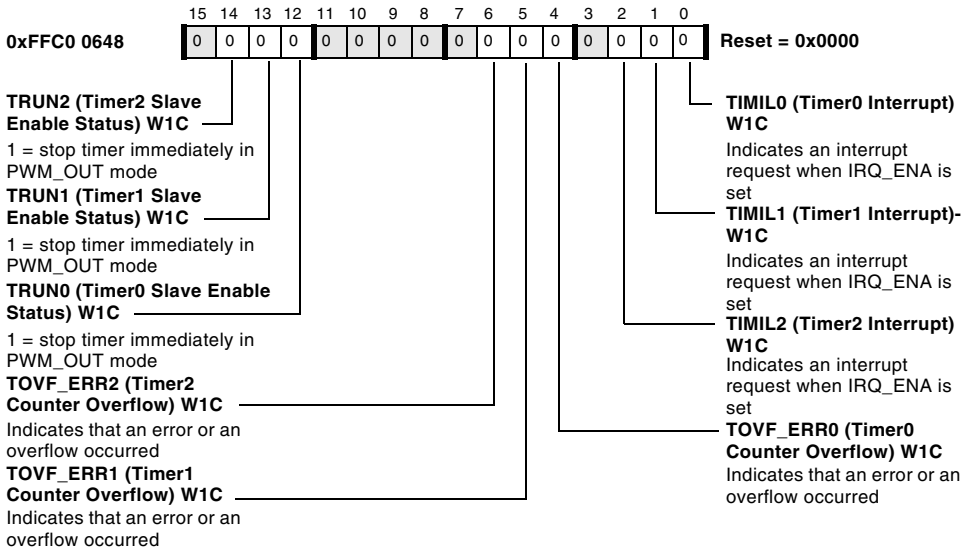 15 14 13 12 11 10 9 8 7 6 5 4 3 2 1 0
0xFFC0 0648
0 0 0 0 0 0 0 0 0 0 0 0 0 0 0 0
Reset = 0x0000
TRUN2 (Timer2 Slave
Enable Status) W1C
1 = stop timer immediately in
PWM_OUT mode
TRUN1 (Timer1 Slave
Enable Status) W1C
1 = stop timer immediately in
PWM_OUT mode
TRUN0 (Timer0 Slave Enable
Status) W1C
1 = stop timer immediately in
PWM_OUT mode
TOVF_ERR2 (Timer2
Counter Overflow) W1C
Indicates that an error or an
overflow occurred
TOVF_ERR1 (Timer1
Counter Overflow) W1C
Indicates that an error or an
overflow occurred
TIMIL0 (Timer0 Interrupt)
W1C
Indicates an interrupt
request when IRQ_ENA is
set
TIMIL1 (Timer1 Interrupt)-
W1C
Indicates an interrupt
request when IRQ_ENA is
set
TIMIL2 (Timer2 Interrupt)
W1C
Indicates an interrupt
request when IRQ_ENA is
set
TOVF_ERR0 (Timer0
Counter Overflow) W1C
Indicates that an error or an
overflow occurred